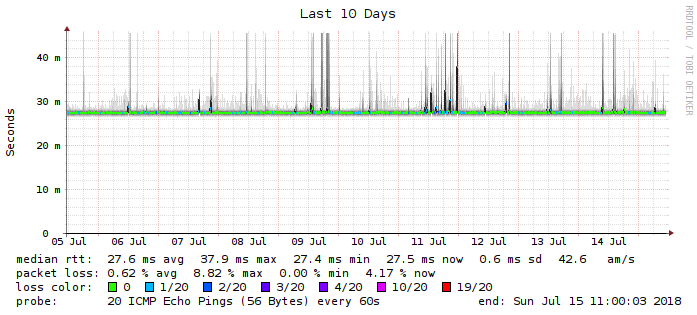 Last 10 Days
RRDTOOL / TOBI OETIKER
Seconds
40 m
30 m
20 m
10 m
0
05 Jul 06 Jul 07 Jul 08 Jul 09 Jul 10 Jul 11 Jul 12 Jul 13 Jul 14 Jul
median rtt: 27.6 ms avg 37.9 ms max 27.4 ms min 27.5 ms now 0.6 ms sd 42.6 am/s
packet loss: 0.62 % avg 8.82 % max 0.00 % min 4.17 % now
loss color: 0 1/20 2/20 3/20 4/20 10/20 19/20
probe: 20 ICMP Echo Pings (56 Bytes) every 60s end: Sun Jul 15 11:00:03 2018